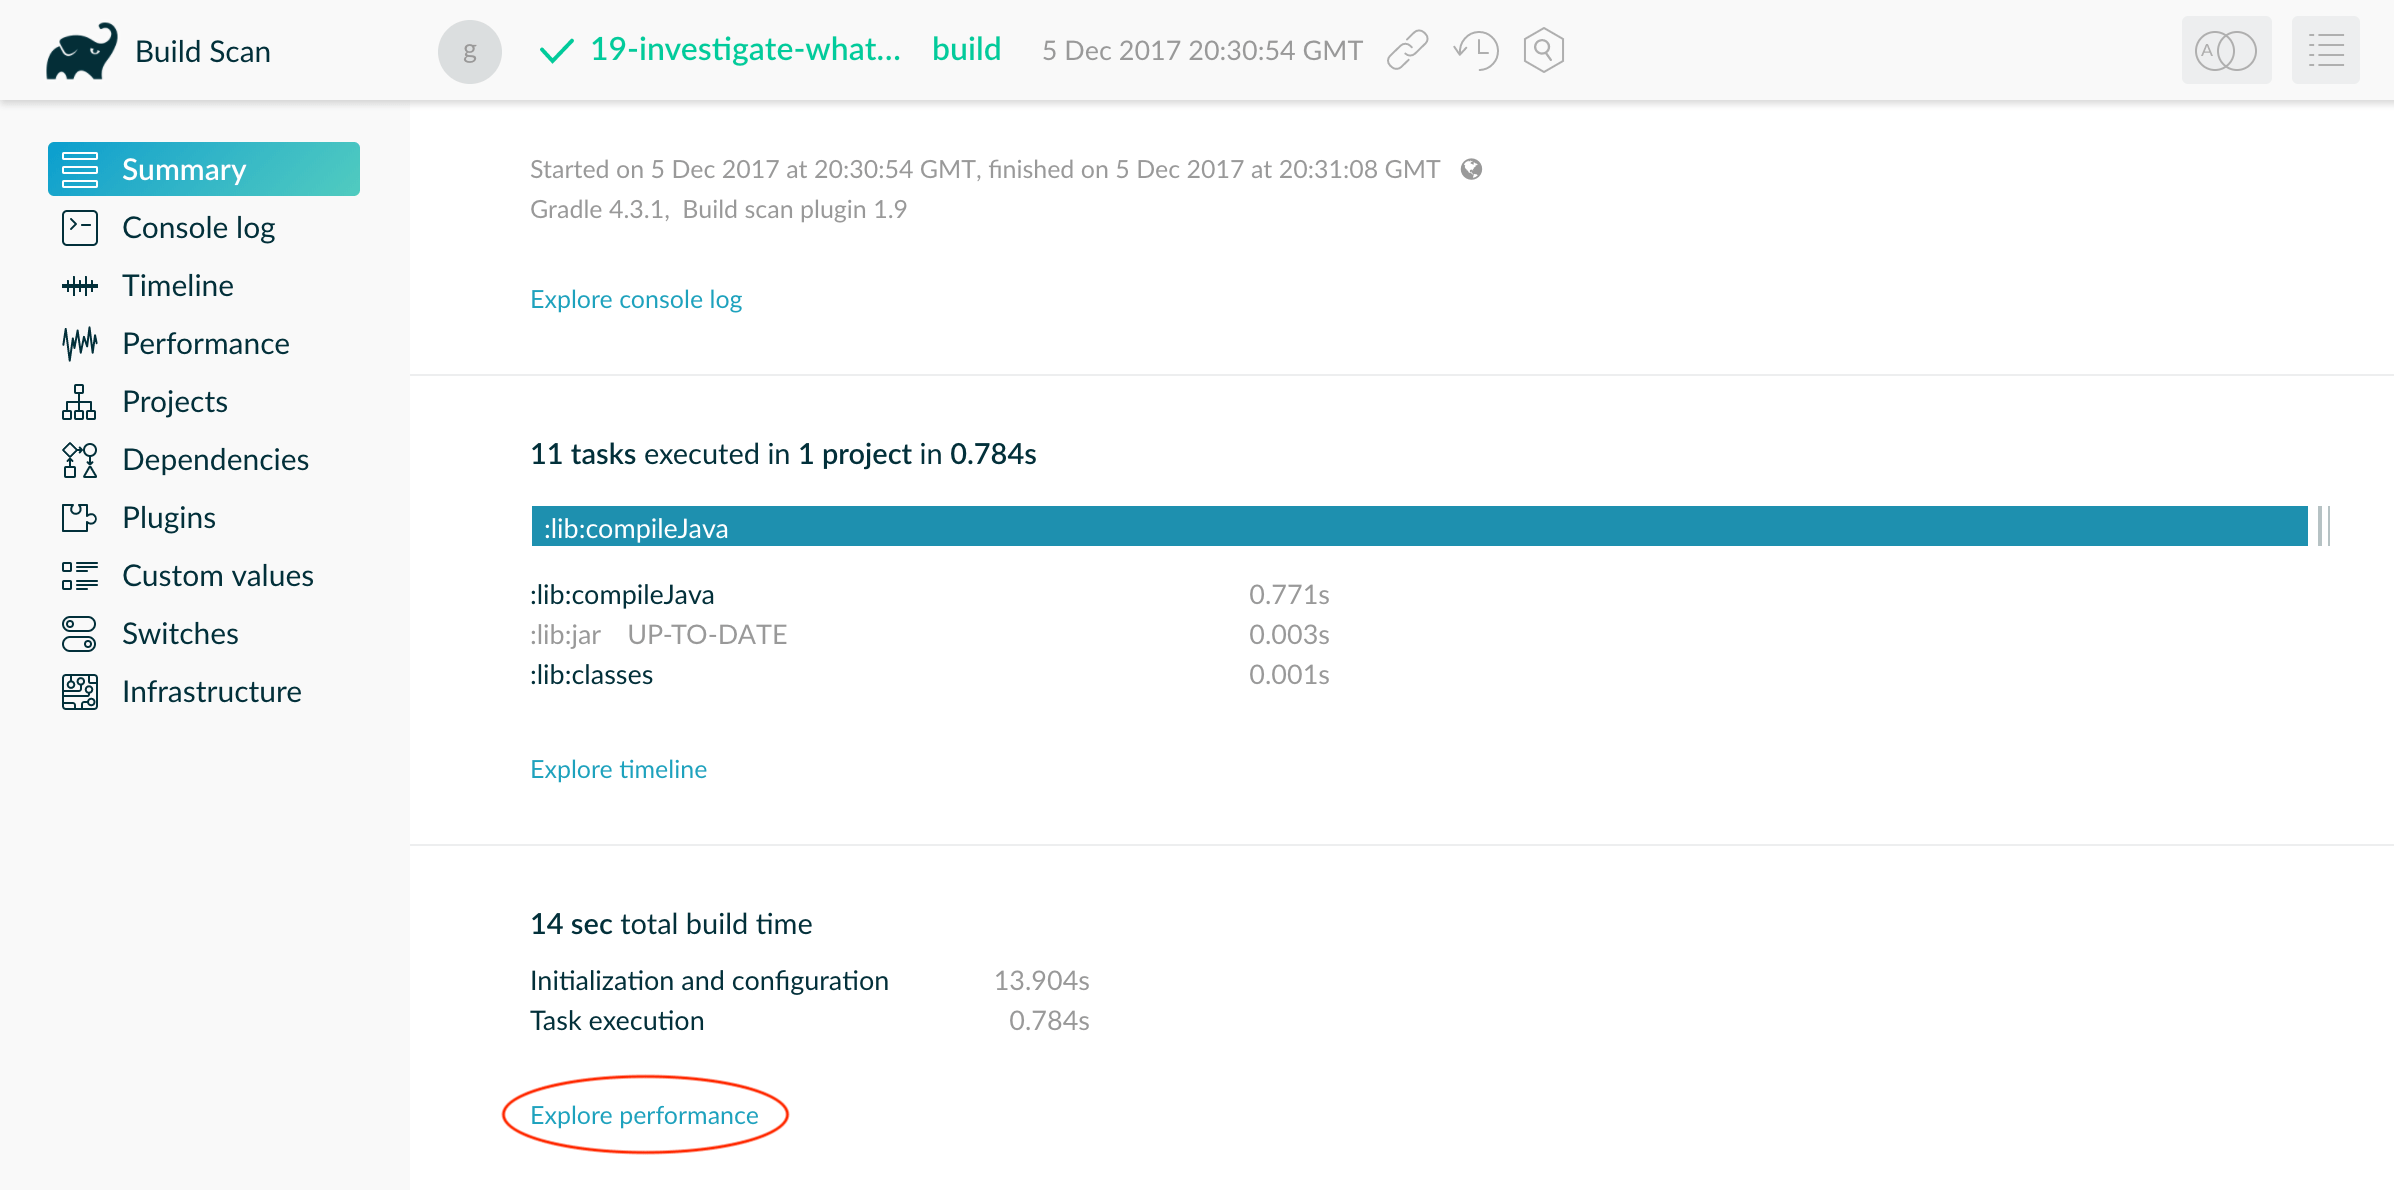 Build Scan
g 19-investigate-what... build 5 Dec 2017 20:30:54 GMT
A
Summary
Console log
Timeline
Performance
Projects
Dependencies
Plugins
Custom values
Switches
Infrastructure
Started on 5 Dec 2017 at 20:30:54 GMT, finished on 5 Dec 2017 at 20:31:08 GMT
Gradle 4.3.1, Build scan plugin 1.9
Explore console log
11 tasks executed in 1 project in 0.784s
:lib:compileJava
:lib:compileJava 0.771s
:lib:jar UP-TO-DATE 0.003s
:lib:classes 0.001s
Explore timeline
14 sec total build time
Initialization and configuration 13.904s
Task execution 0.784s
Explore performance